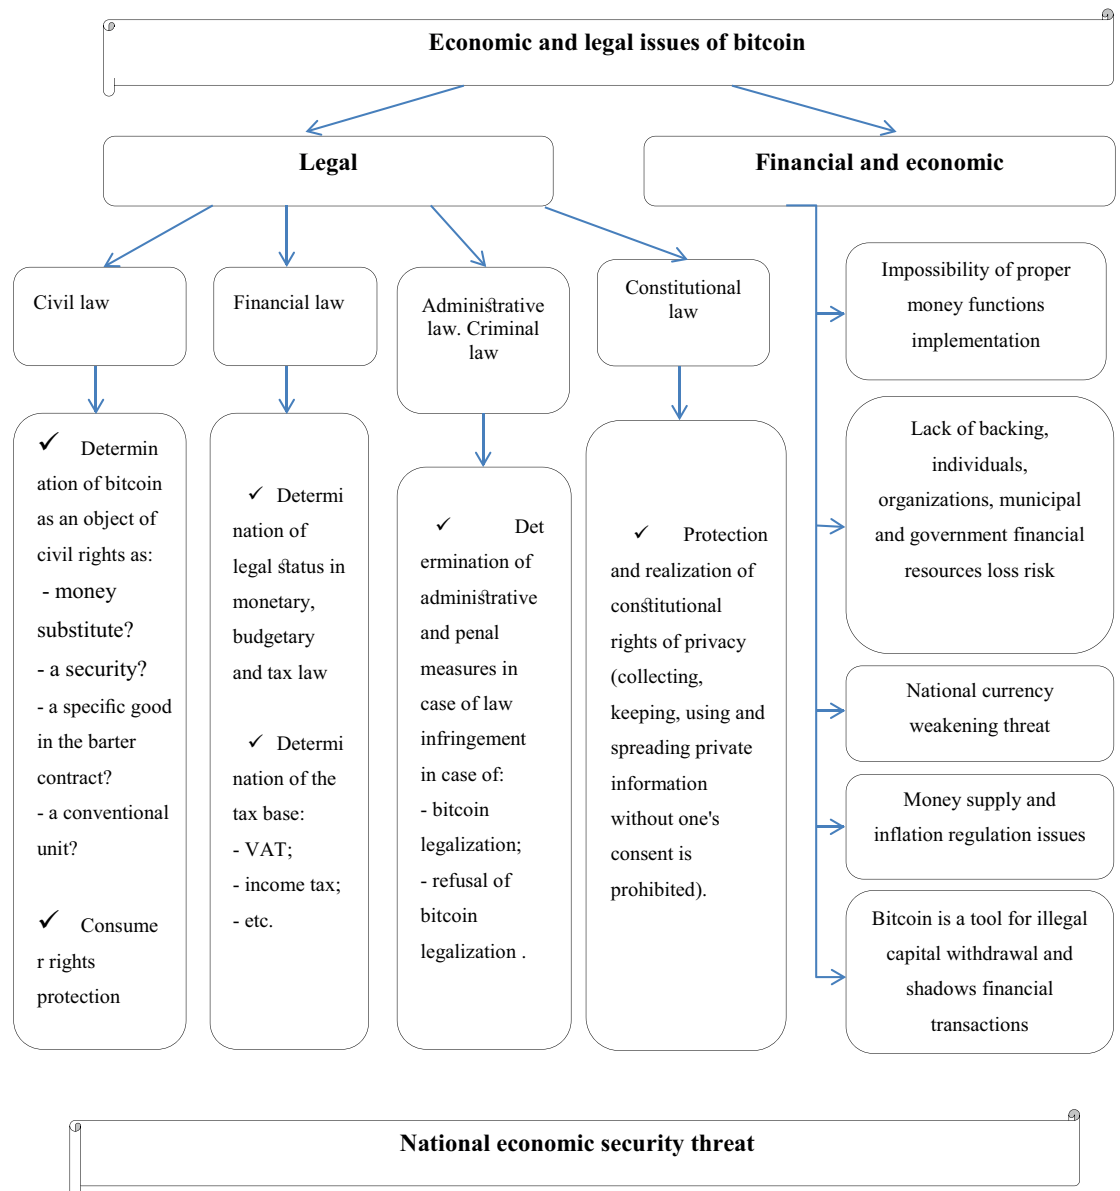 Economic and legal issues of bitcoin
Legal
Financial and economic
Civil law
Financial law
Administrative
law. Criminal
law
Constitutional
law
✓ Determin
ation of bitcoin
as an object of
civil rights as:
- money
substitute?
- a security?
- a specific good
in the barter
contract?
- a conventional
unit?
✓ Consume
r rights
protection
✓ Determi
nation of
legal status in
monetary,
budgetary
and tax law
✓ Determi
nation of the
tax base:
- VAT;
- income tax;
- etc.
✓ Det
ermination of
administrative
and penal
measures in
case of law
infringement
in case of:
- bitcoin
legalization;
- refusal of
bitcoin
legalization .
✓ Protection
and realization of
constitutional
rights of privacy
(collecting,
keeping, using and
spreading private
information
without one's
consent is
prohibited).
Impossibility of proper
money functions
implementation
Lack of backing,
individuals,
organizations, municipal
and government financial
resources loss risk
National currency
weakening threat
Money supply and
inflation regulation issues
Bitcoin is a tool for illegal
capital withdrawal and
shadows financial
transactions
National economic security threat